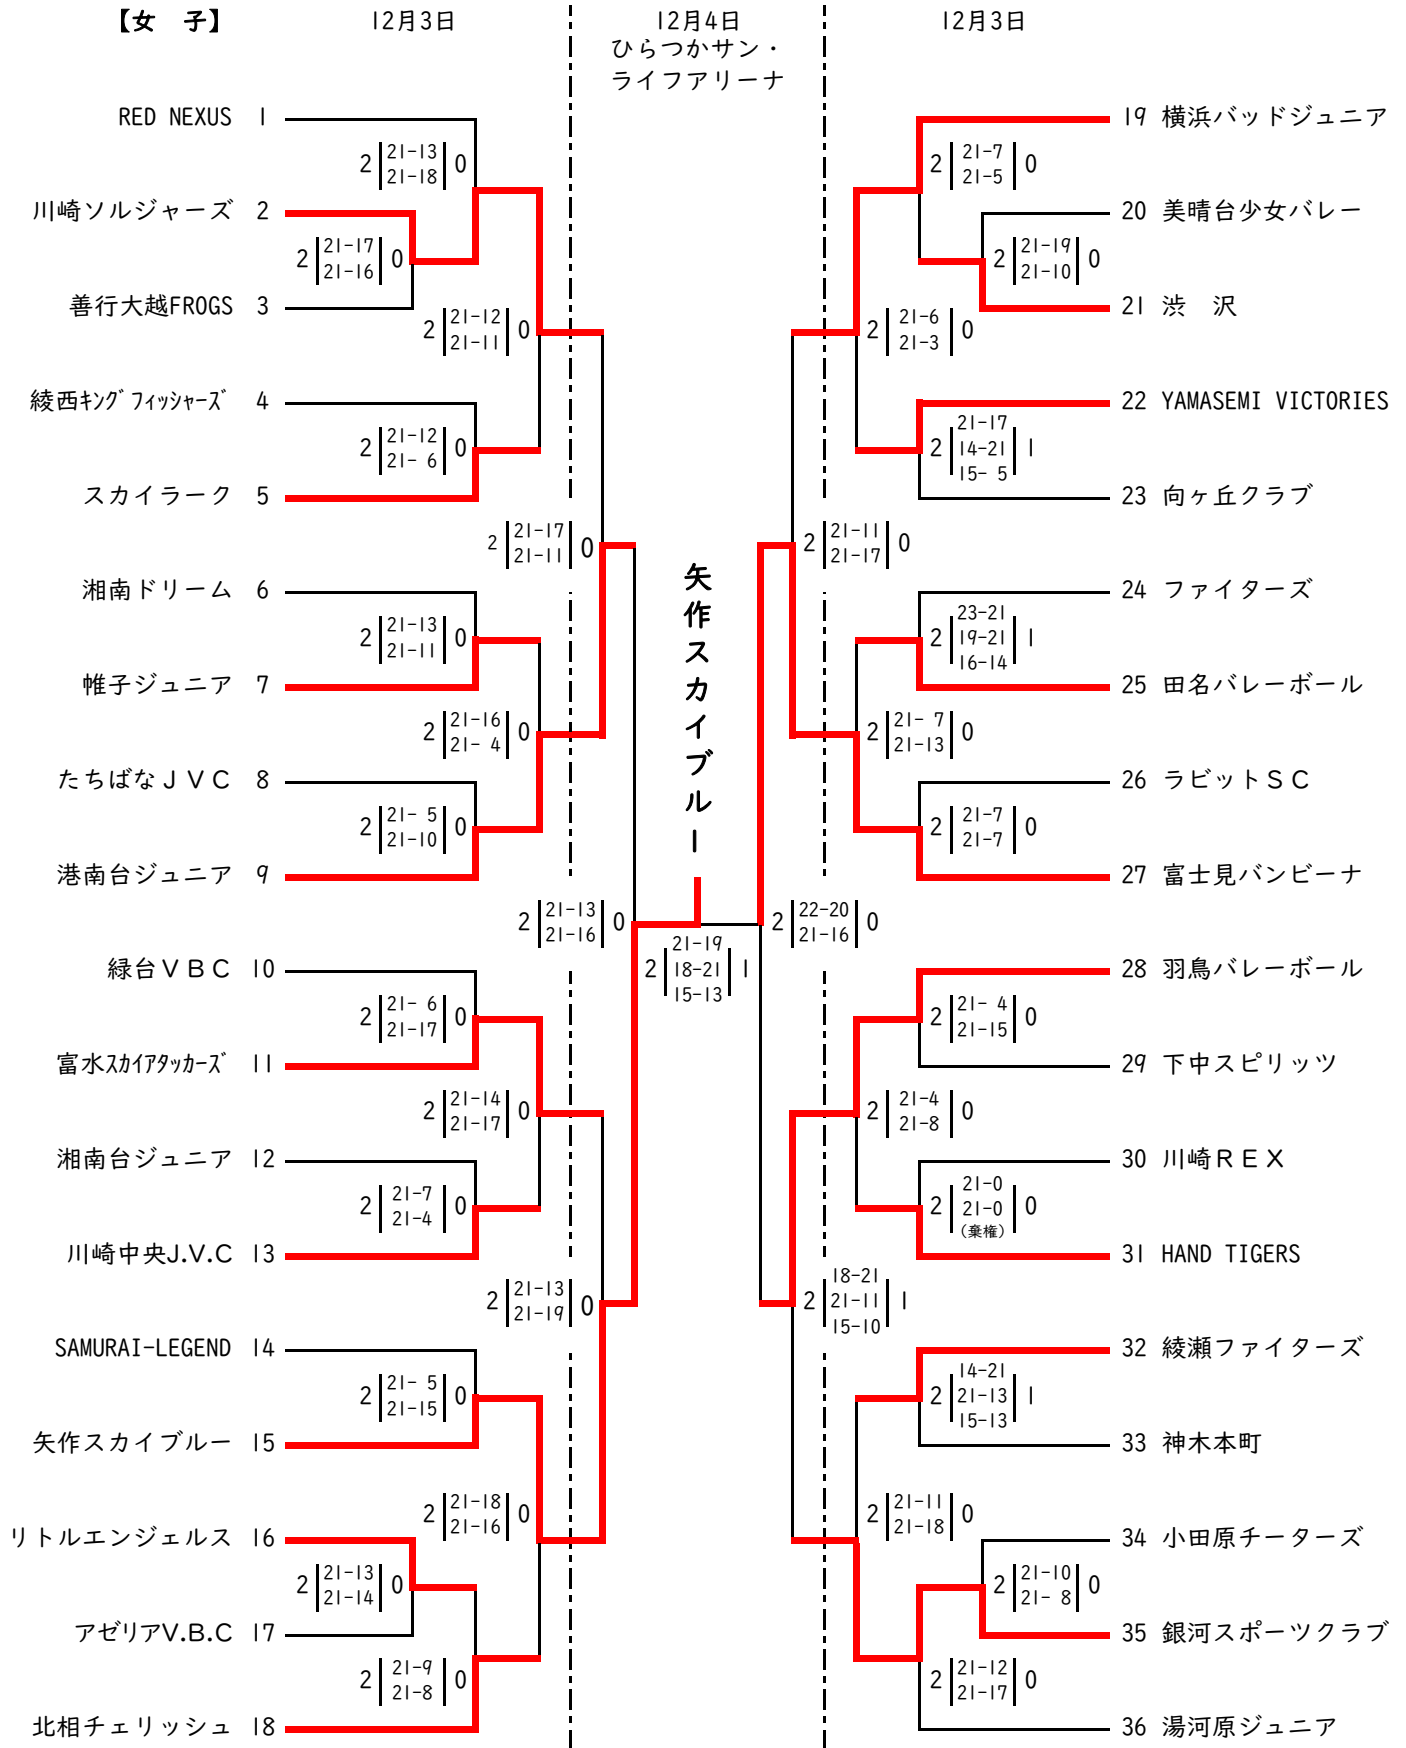 【女　子】
12月3日
12月4日
ひらつかサン・
ライフアリーナ
12月3日
RED NEXUS 1
2 21-13 0
21-18
川崎ソルジャーズ 2
2 21-17 0
21-16
善行大越FROGS 3
2 21-12 0
21-11
綾西ｷﾝｸﾞﾌｨｯｼｬｰｽﾞ 4
2 21-12 0
21- 6
スカイラーク 5
2 21-17 0
21-11
湘南ドリーム 6
2 21-13 0
21-11
帷子ジュニア 7
2 21-16 0
21- 4
たちばなＪＶＣ 8
2 21- 5 0
21-10
港南台ジュニア 9
2 21-13 0
21-16
緑台ＶＢＣ 10
2 21- 6 0
21-17
富水ｽｶｲｱﾀｯｶｰｽﾞ 11
2 21-14 0
21-17
湘南台ジュニア 12
2 21-7 0
21-4
川崎中央J.V.C 13
2 21-13 0
21-19
SAMURAI-LEGEND 14
2 21- 5 0
21-15
矢作スカイブルー 15
2 21-18 0
21-16
リトルエンジェルス 16
2 21-13 0
21-14
アゼリアV.B.C 17
2 21-9 0
21-8
北相チェリッシュ 18
矢作スカイブルー
21-19
2 18-21 1
15-13
19 横浜バッドジュニア
2 21-7 0
21-5
20 美晴台少女バレー
2 21-19 0
21-10
21 渋　沢
2 21-6 0
21-3
22 YAMASEMI VICTORIES
21-17
2 14-21 1
15- 5
23 向ヶ丘クラブ
2 21-11 0
21-17
24 ファイターズ
23-21
2 19-21 1
16-14
25 田名バレーボール
2 21- 7 0
21-13
26 ラビットＳＣ
2 21-7 0
21-7
27 富士見バンビーナ
2 22-20 0
21-16
28 羽鳥バレーボール
2 21- 4 0
21-15
29 下中スピリッツ
2 21-4 0
21-8
30 川崎ＲＥＸ
21-0
2 21-0 0
(棄権)
31 HAND TIGERS
18-21
2 21-11 1
15-10
32 綾瀬ファイターズ
14-21
2 21-13 1
15-13
33 神木本町
2 21-11 0
21-18
34 小田原チーターズ
2 21-10 0
21- 8
35 銀河スポーツクラブ
2 21-12 0
21-17
36 湯河原ジュニア